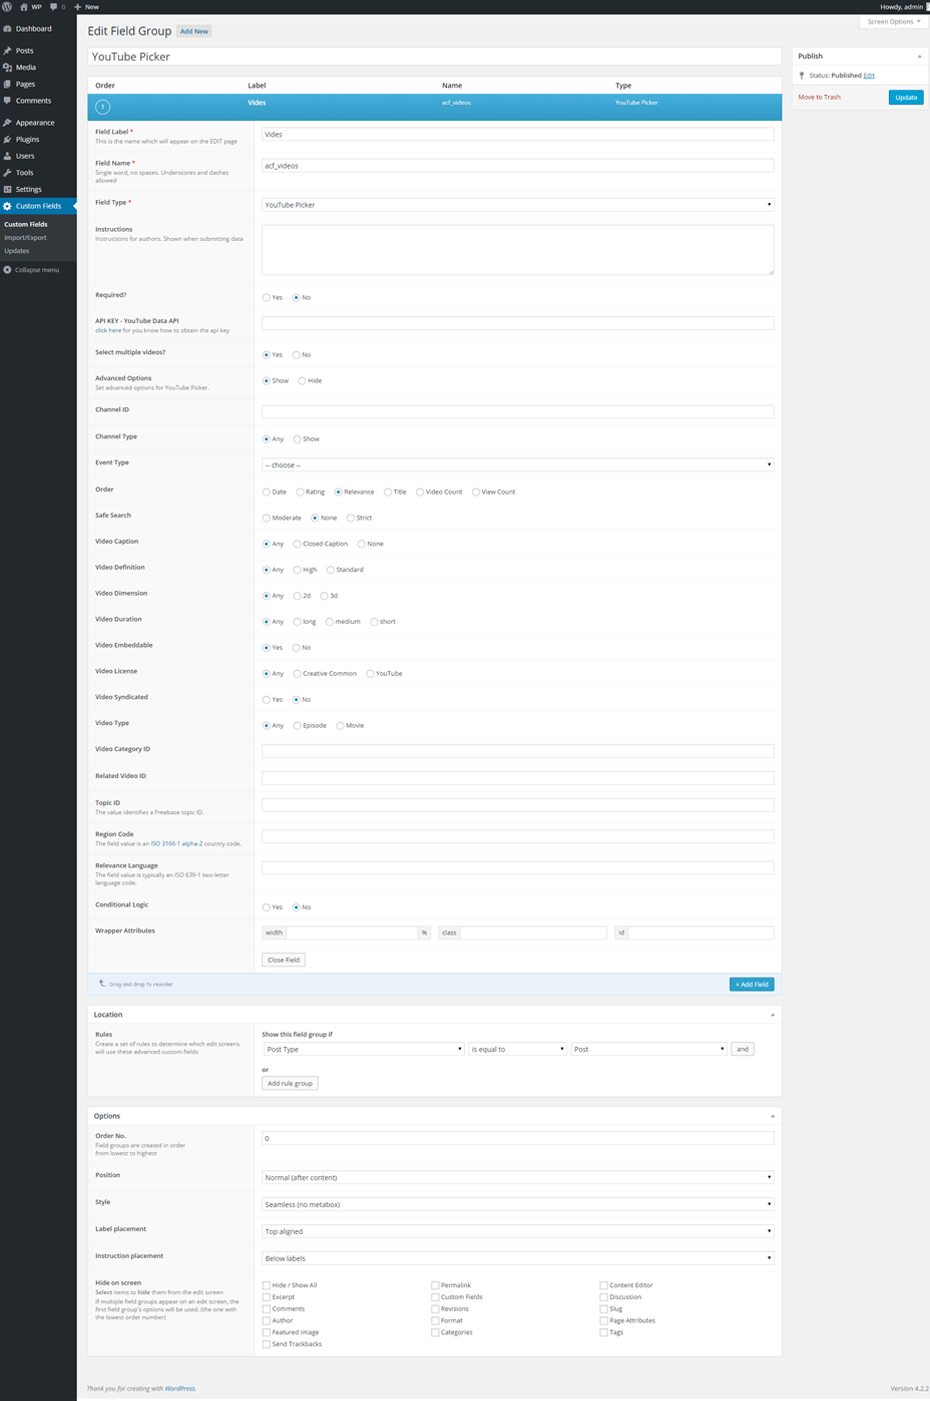 WP 0 + New Howdy, admin
Screen Options
Dashboard
Posts
Media
Pages
Comments
Appearance
Plugins
Users
Tools
Settings
Custom Fields
Custom Fields
Import/Export
Updates
Collapse menu
Edit Field Group Add New
YouTube Picker
Order Label Name Type
1 Vides acf_videos YouTube Picker
Field Label *
This is the name which will appear on the EDIT page
Vides
Field Name *
Single word, no spaces. Underscores and dashes
allowed
acf_videos
Field Type *
YouTube Picker
Instructions
Instructions for authors. Shown when submitting data
Required?
Yes No
API KEY - YouTube Data API
click here for you know how to obtain the api key
Select multiple videos?
Yes No
Advanced Options
Set advanced options for YouTube Picker.
Show Hide
Channel ID
Channel Type
Any Show
Event Type
-- choose --
Order
Date Rating Relevance Title Video Count View Count
Safe Search
Moderate None Strict
Video Caption
Any Closed Caption None
Video Definition
Any High Standard
Video Dimension
Any 2d 3d
Video Duration
Any long medium short
Video Embeddable
Yes No
Video License
Any Creative Common YouTube
Video Syndicated
Yes No
Video Type
Any Episode Movie
Video Category ID
Related Video ID
Topic ID
The value identifies a Freebase topic ID.
Region Code
The field value is an ISO 3166-1 alpha-2 country code.
Relevance Language
The field value is typically an ISO 639-1 two-letter
language code.
Conditional Logic
Yes No
Wrapper Attributes
width % class id
Close Field
Drag and drop to reorder
+ Add Field
Location
Rules
Create a set of rules to determine which edit screens
will use these advanced custom fields
Show this field group if
Post Type is equal to Post and
or
Add rule group
Options
Order No.
Field groups are created in order
from lowest to highest
0
Position
Normal (after content)
Style
Seamless (no metabox)
Label placement
Top aligned
Instruction placement
Below labels
Hide on screen
Select items to hide them from the edit screen
If multiple field groups appear on an edit screen, the
first field group's options will be used. (the one with
the lowest order number)
Hide / Show All Permalink Content Editor
Excerpt Custom Fields Discussion
Comments Revisions Slug
Author Format Page Attributes
Featured Image Categories Tags
Send Trackbacks
Publish
Status: Published Edit
Move to Trash Update
Thank you for creating with WordPress.
Version 4.2.2